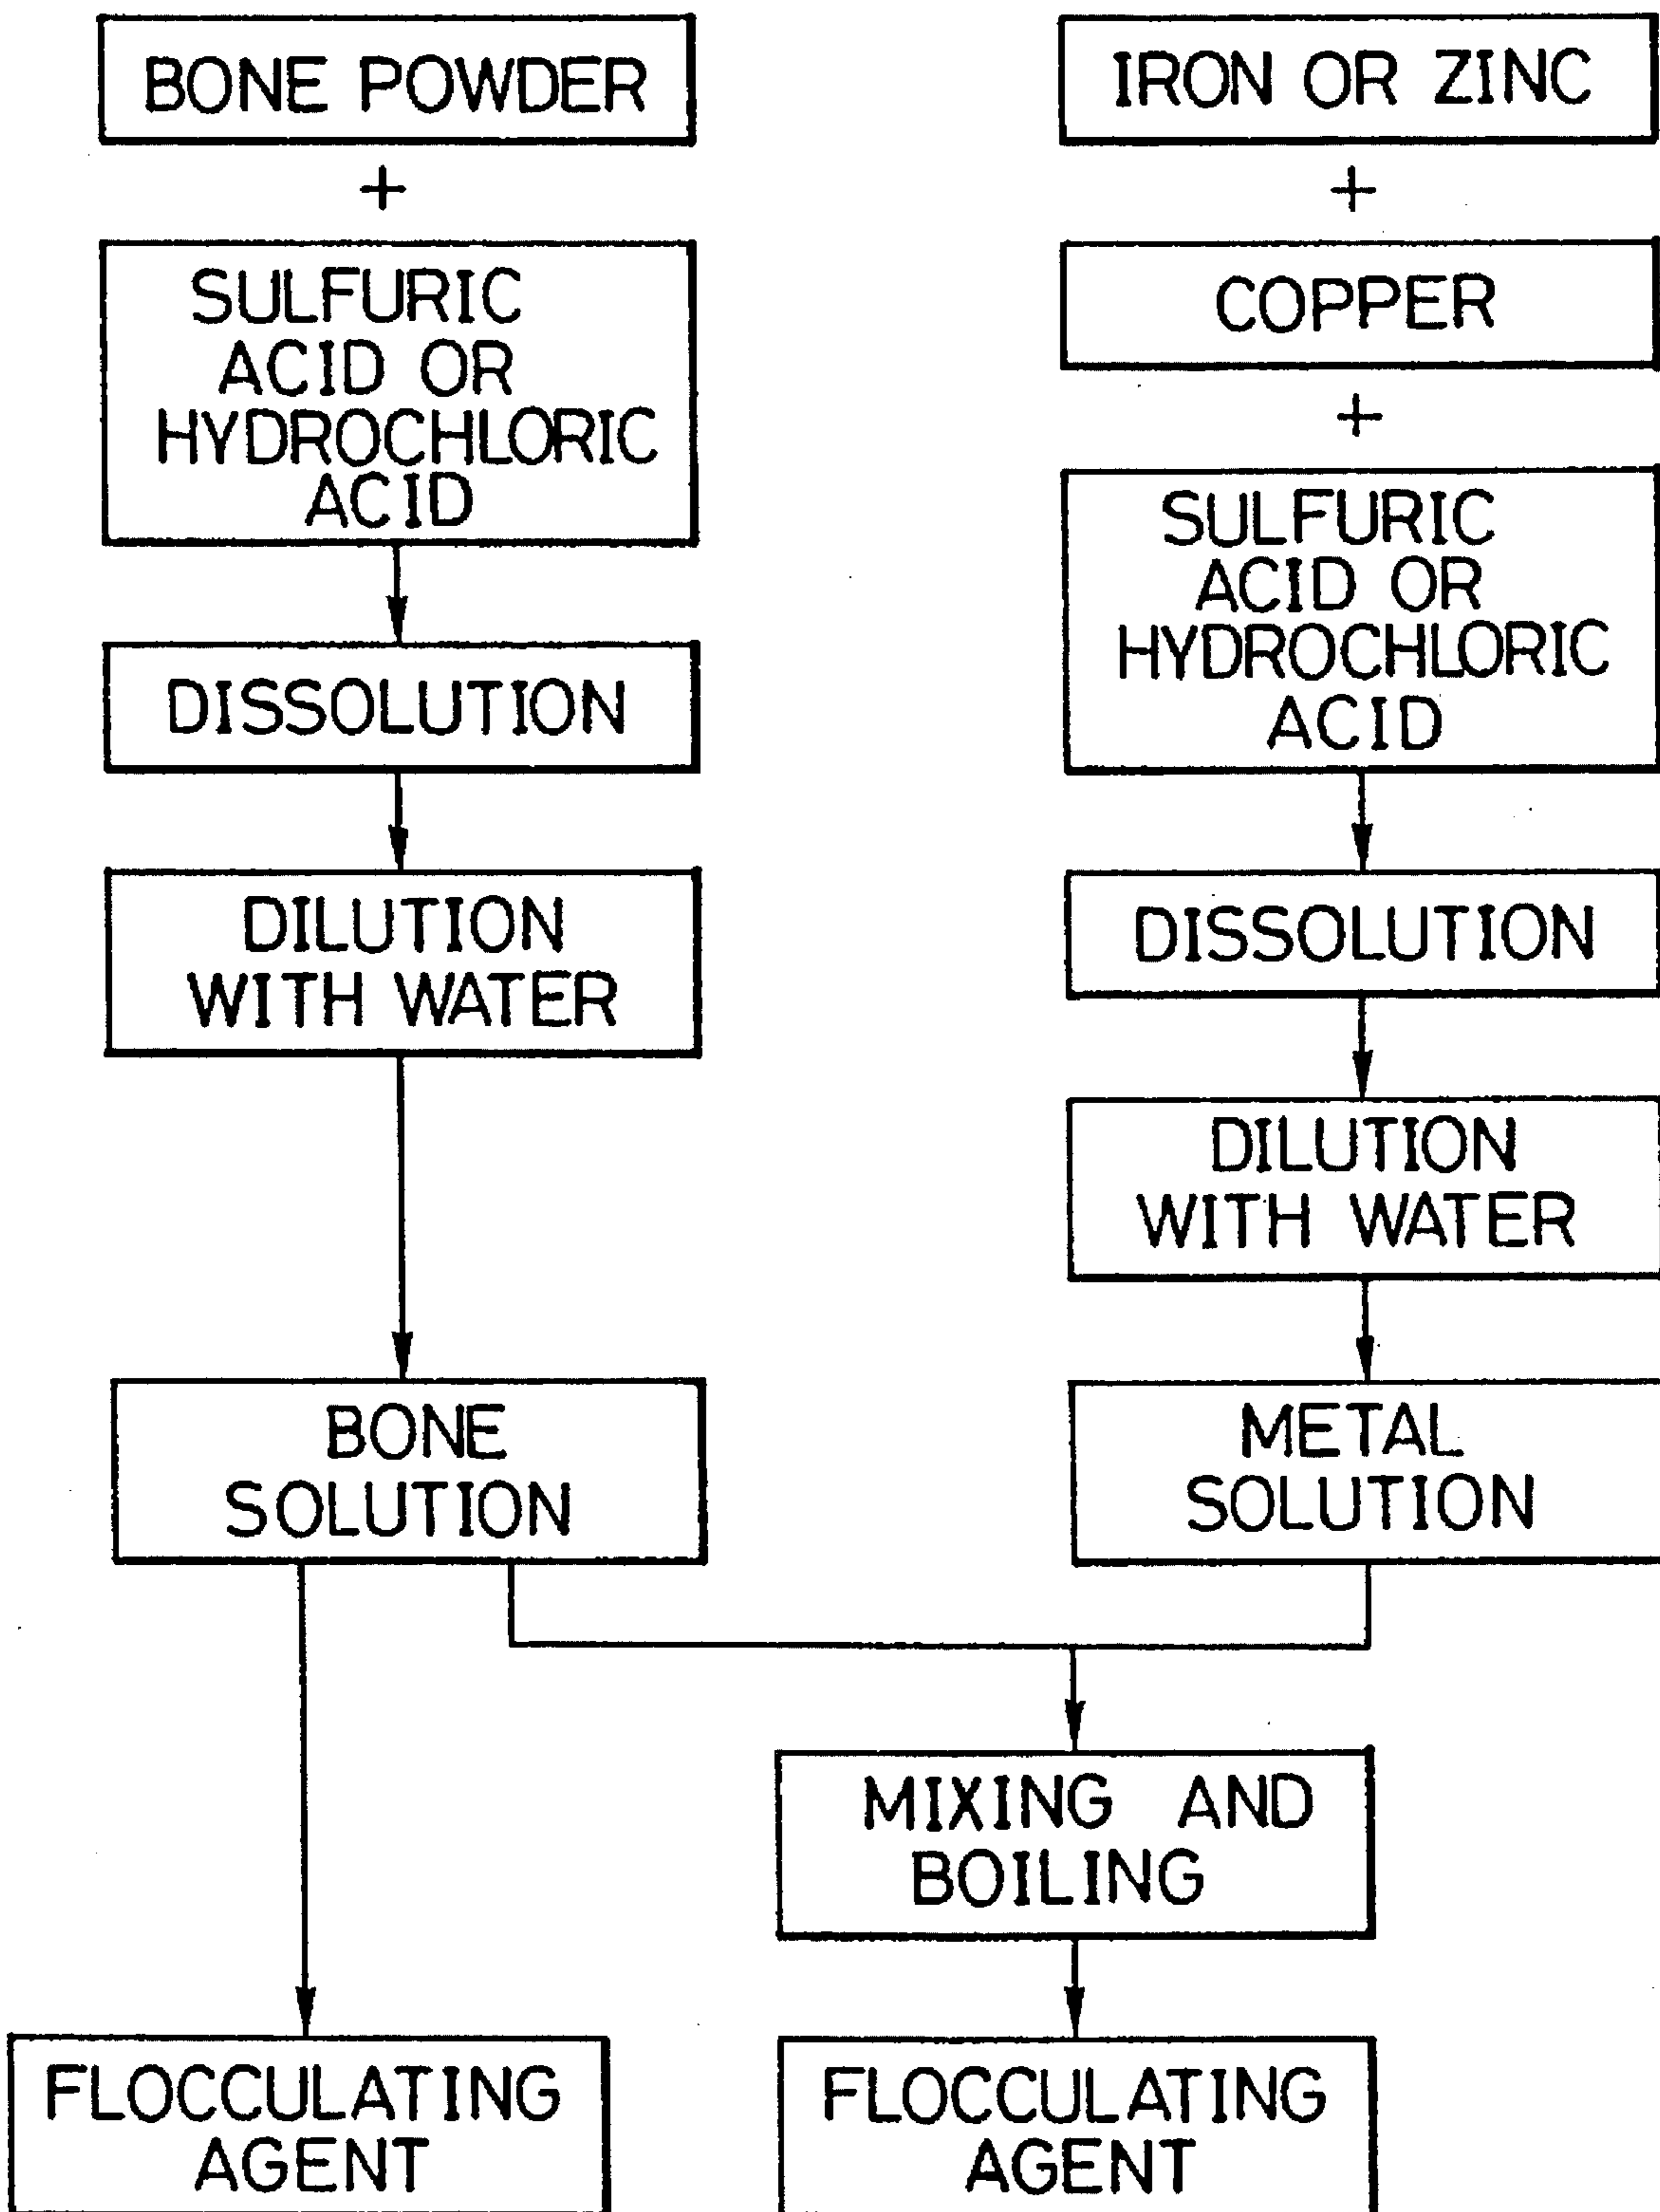 BONE POWDER
+
SULFURIC
ACID OR
HYDROCHLORIC
ACID
DISSOLUTION
DILUTION
WITH WATER
BONE
SOLUTION
IRON OR ZINC
+
COPPER
+
SULFURIC
ACID OR
HYDROCHLORIC
ACID
DISSOLUTION
DILUTION
WITH WATER
METAL
SOLUTION
MIXING AND
BOILING
FLOCCULATING
AGENT
FLOCCULATING
AGENT